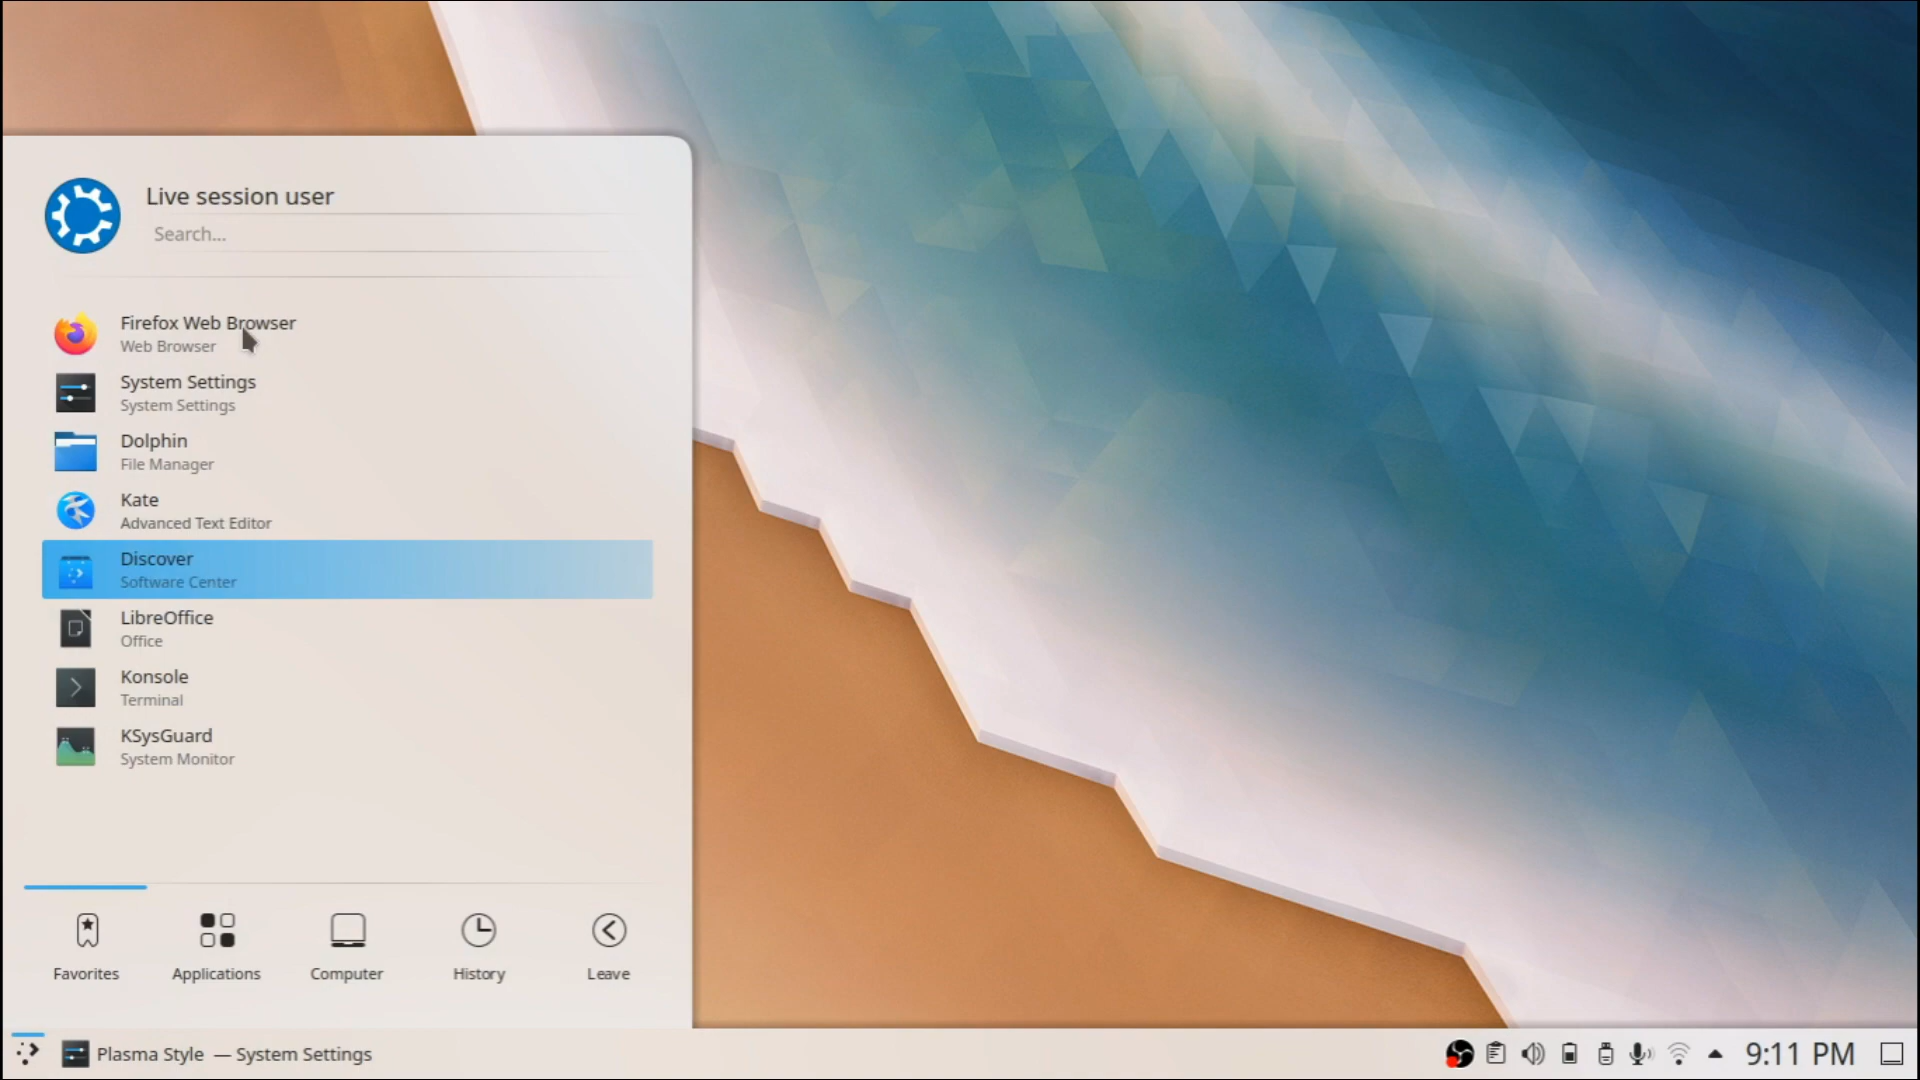 Live session user
Search...
Firefox Web Browser
Web Browser
System Settings
System Settings
Dolphin
File Manager
Kate
Advanced Text Editor
Discover
Software Center
LibreOffice
Office
Konsole
Terminal
KSysGuard
System Monitor
Favorites
Applications
Computer
History
Leave
Plasma Style — System Settings
9:11 PM